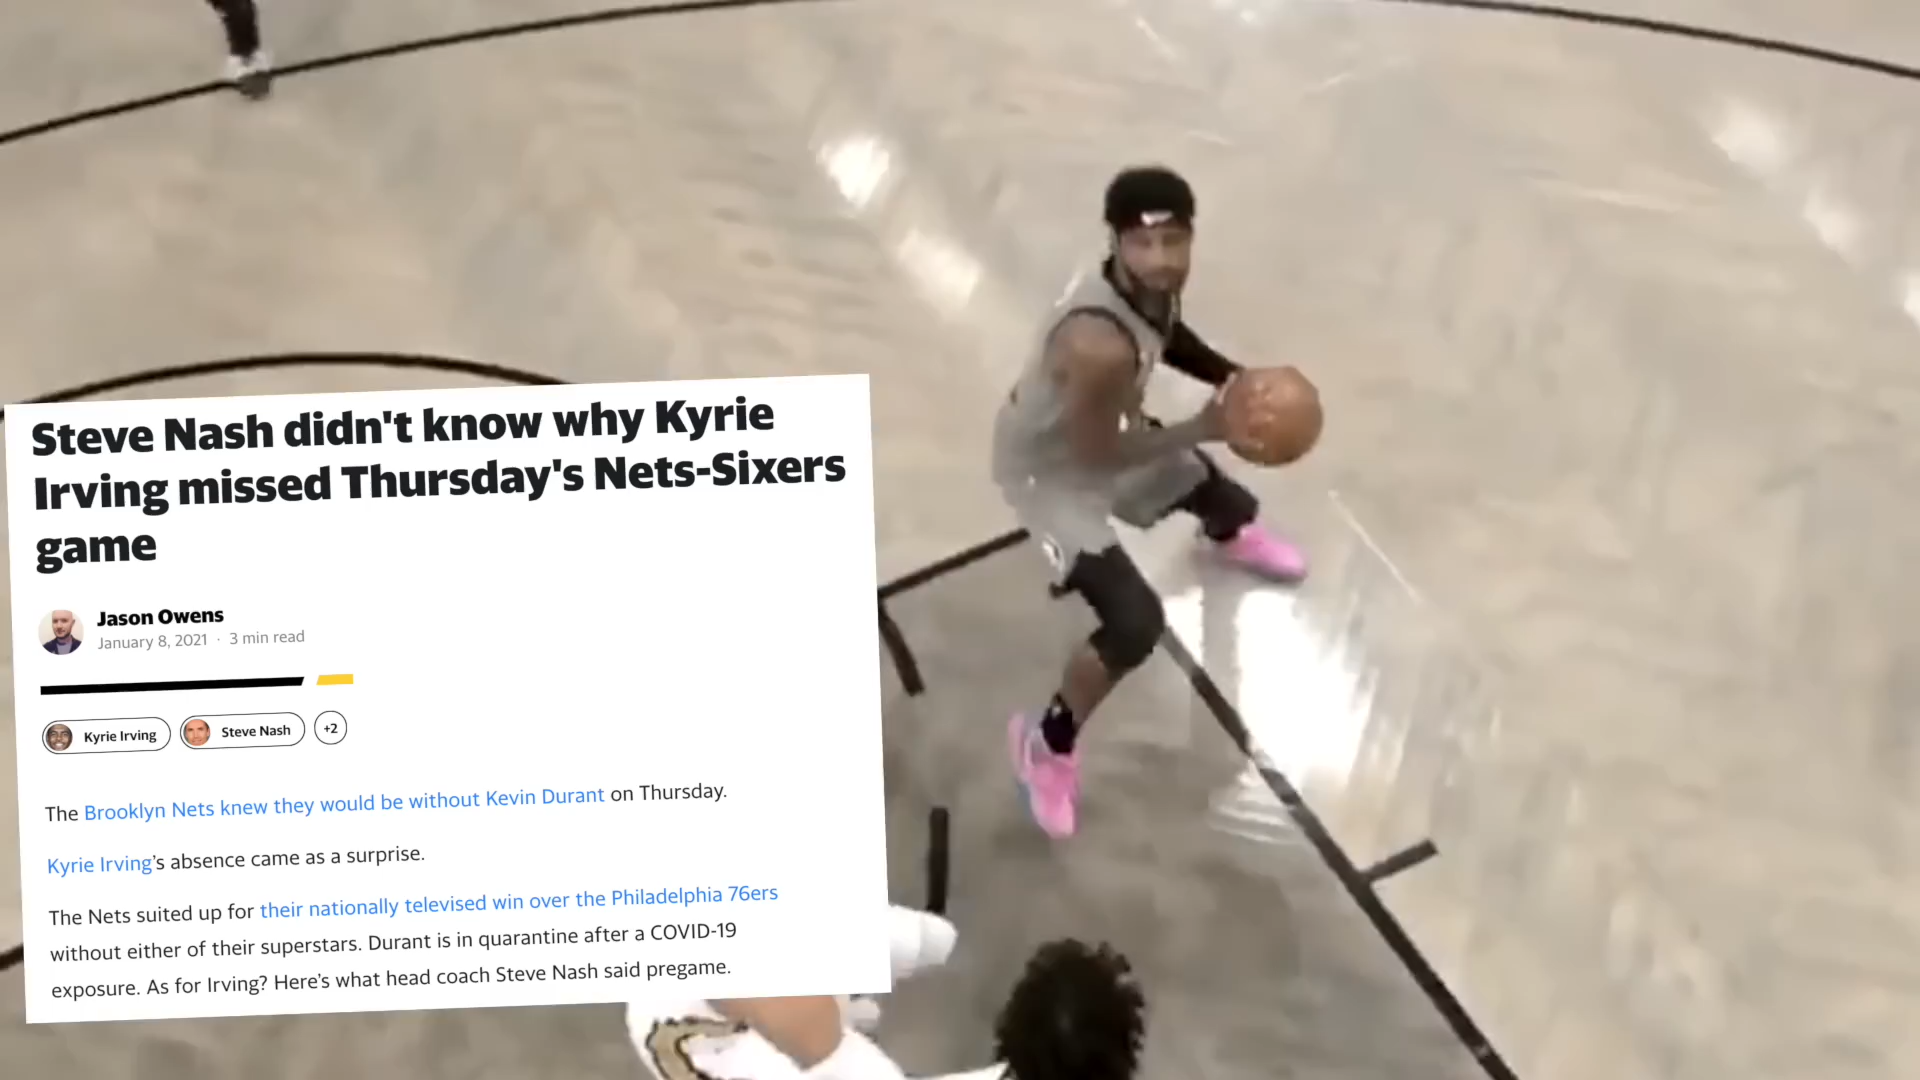 Steve Nash didn't know why Kyrie
Irving missed Thursday's Nets-Sixers
game
Jason Owens
January 8, 2021 · 3 min read
Kyrie Irving Steve Nash +2
The Brooklyn Nets knew they would be without Kevin Durant on Thursday.
Kyrie Irving's absence came as a surprise.
The Nets suited up for their nationally televised win over the Philadelphia 76ers
without either of their superstars. Durant is in quarantine after a COVID-19
exposure. As for Irving? Here's what head coach Steve Nash said pregame.